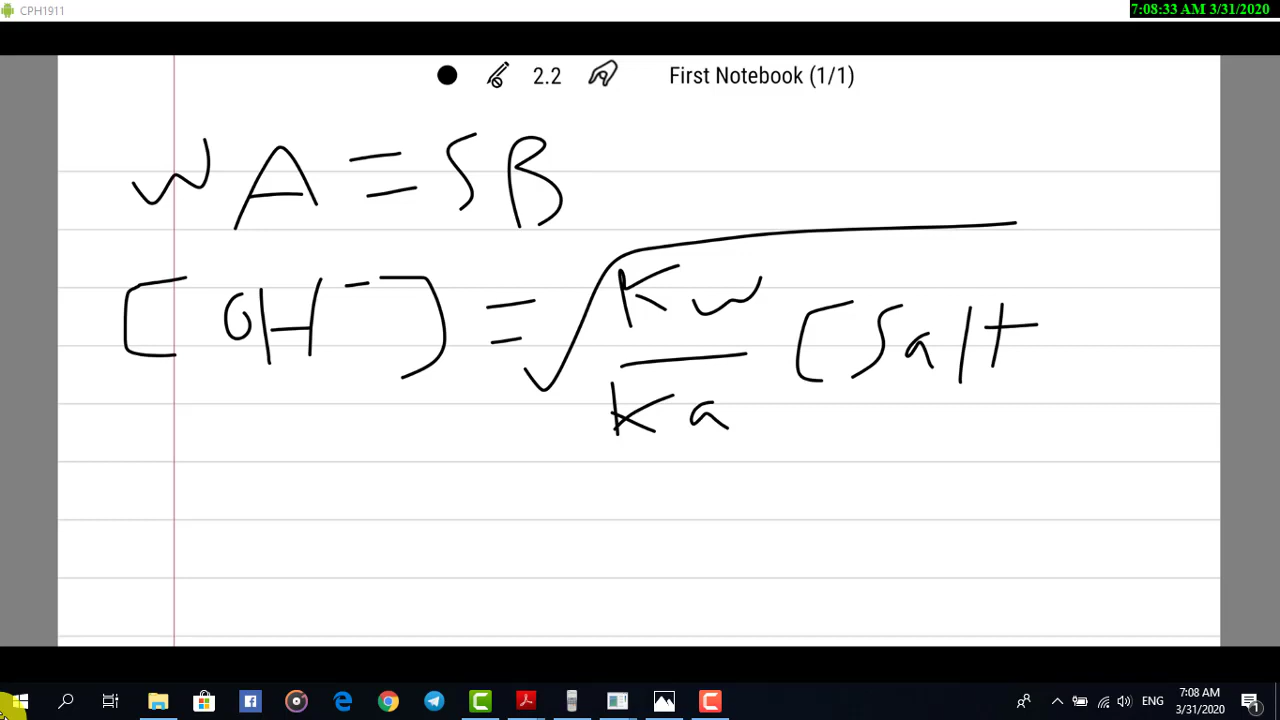 CPH1911
7:08:33 AM 3/31/2020
2.2 First Notebook (1/1)
WA = SB
[OH⁻] = √Kw/Ka [Salt
ENG
7:08 AM
3/31/2020
1